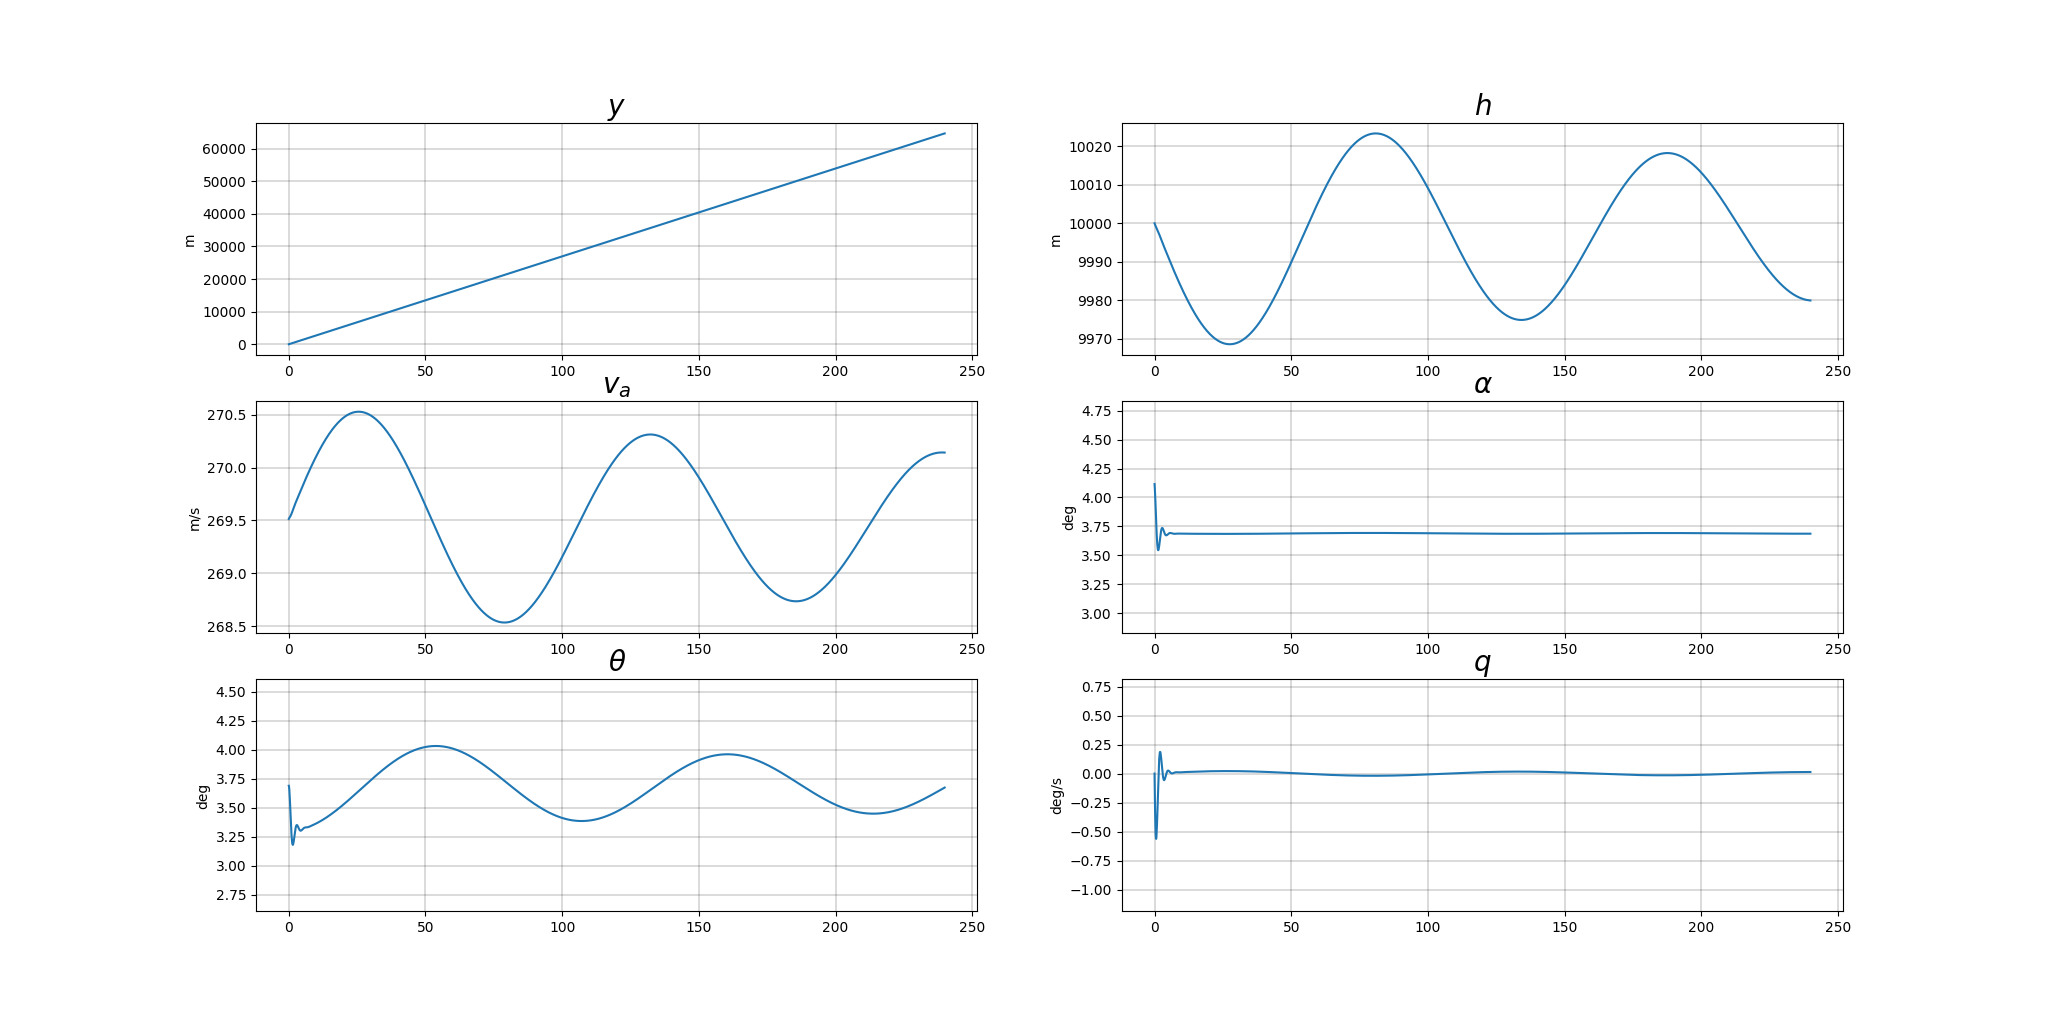 y
h
60000
50000
40000
30000
20000
10000
0
m
0 50 100 150 200 250
10020
10010
10000
9990
9980
9970
m
0 50 100 150 200 250
v_a
α
270.5
270.0
269.5
269.0
268.5
m/s
0 50 100 150 200 250
4.75
4.50
4.25
4.00
3.75
3.50
3.25
3.00
deg
0 50 100 150 200 250
θ
q
4.50
4.25
4.00
3.75
3.50
3.25
3.00
2.75
deg
0 50 100 150 200 250
0.75
0.50
0.25
0.00
−0.25
−0.50
−0.75
−1.00
deg/s
0 50 100 150 200 250